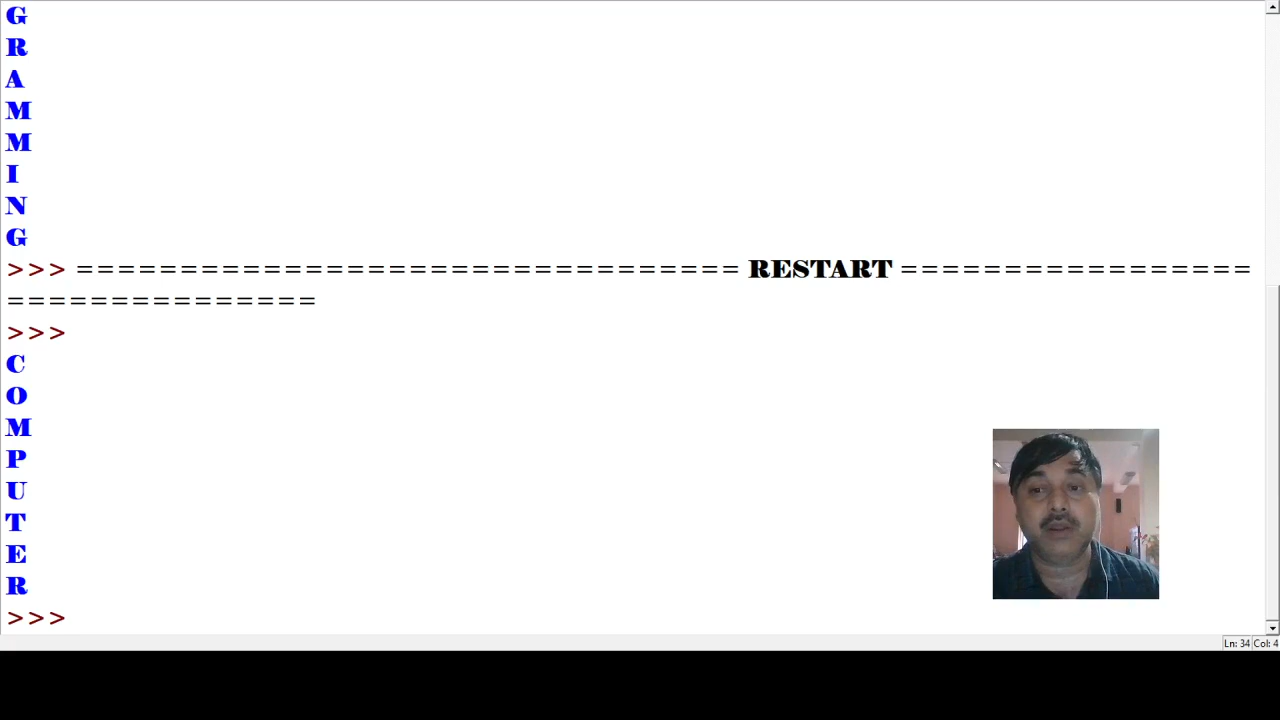 G
R
A
M
M
I
N
G
>>> ================================ RESTART =================
===============
>>>
C
O
M
P
U
T
E
R
>>>
Ln: 34 Col: 4